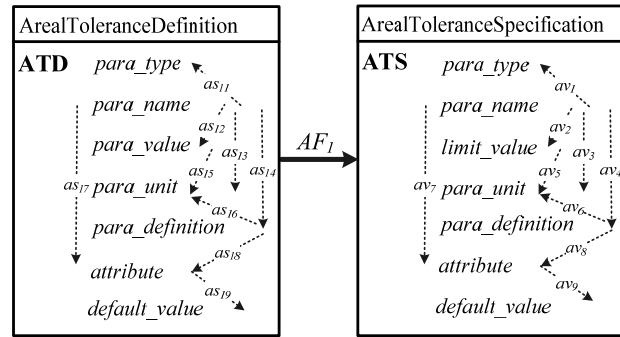 ArealToleranceDefinition
ATD
para_type
as11
para_name
as12
para_value
as13
as14
as15
as17
para_unit
as16
para_definition
as18
attribute
as19
default_value
AF1
ArealToleranceSpecification
ATS
para_type
av1
para_name
av2
limit_value
av3
av4
av5
av7
para_unit
av6
para_definition
av8
attribute
av9
default_value